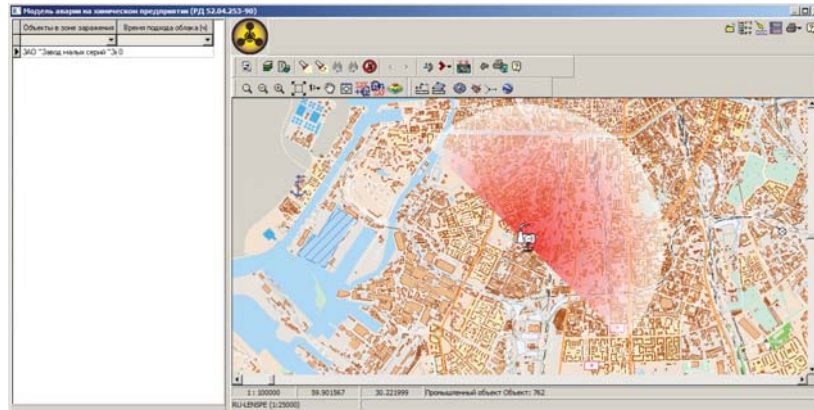 Модель аварии на химическом предприятии (РД 52.04.253-90)
Объекты в зоне заражения Время подхода облака (ч)
ЗАО "Завод малых серий "Зе 0
1: 100000 59.901567 30.221999 Промышленный объект Объект: 762
RU-LENSPE (1:25000)